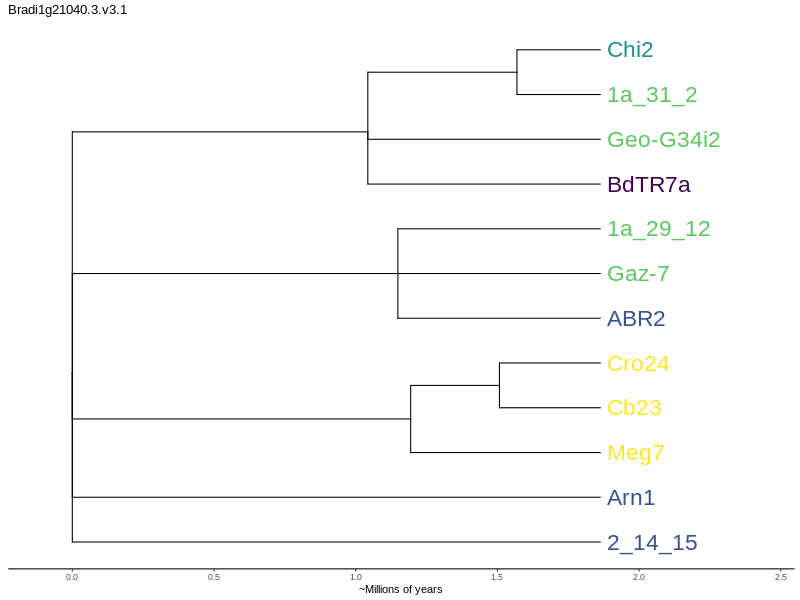 Bradi1g21040.3.v3.1
Chi2
1a_31_2
Geo-G34i2
BdTR7a
1a_29_12
Gaz-7
ABR2
Cro24
Cb23
Meg7
Arn1
2_14_15
0.0 0.5 1.0 1.5 2.0 2.5
~Millions of years